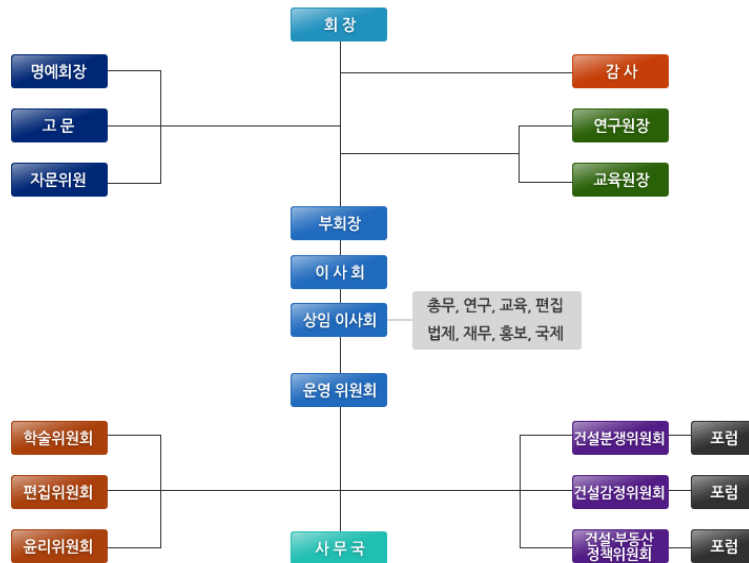 회 장
명예회장
감 사
고 문
연구원장
자문위원
교육원장
부회장
이 사 회
상임 이사회
총무, 연구, 교육, 편집
법제, 재무, 홍보, 국제
운영 위원회
학술위원회
건설분쟁위원회
포럼
편집위원회
건설감정위원회
포럼
윤리위원회
사 무 국
건설·부동산
정책위원회
포럼